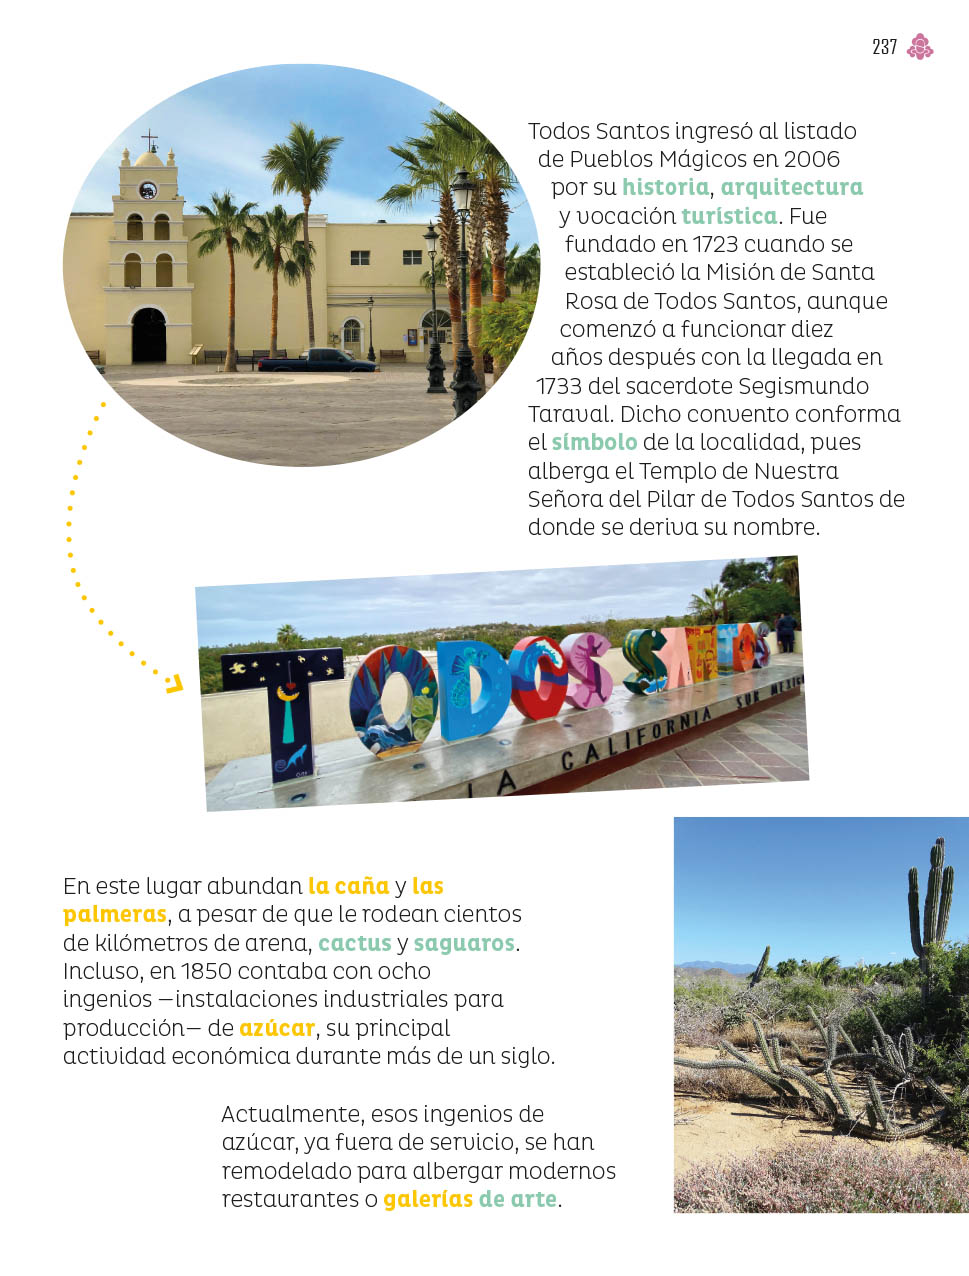 237
Todos Santos ingresó al listado
de Pueblos Mágicos en 2006
por su historia, arquitectura
y vocación turística. Fue
fundado en 1723 cuando se
estableció la Misión de Santa
Rosa de Todos Santos, aunque
comenzó a funcionar diez
años después con la llegada en
1733 del sacerdote Segismundo
Taraval. Dicho convento conforma
el símbolo de la localidad, pues
alberga el Templo de Nuestra
Señora del Pilar de Todos Santos de
donde se deriva su nombre.
TODOS SANTOS
LA CALIFORNIA SUR MEXICO
En este lugar abundan la caña y las
palmeras, a pesar de que le rodean cientos
de kilómetros de arena, cactus y saguaros.
Incluso, en 1850 contaba con ocho
ingenios —instalaciones industriales para
producción— de azúcar, su principal
actividad económica durante más de un siglo.
Actualmente, esos ingenios de
azúcar, ya fuera de servicio, se han
remodelado para albergar modernos
restaurantes o galerías de arte.